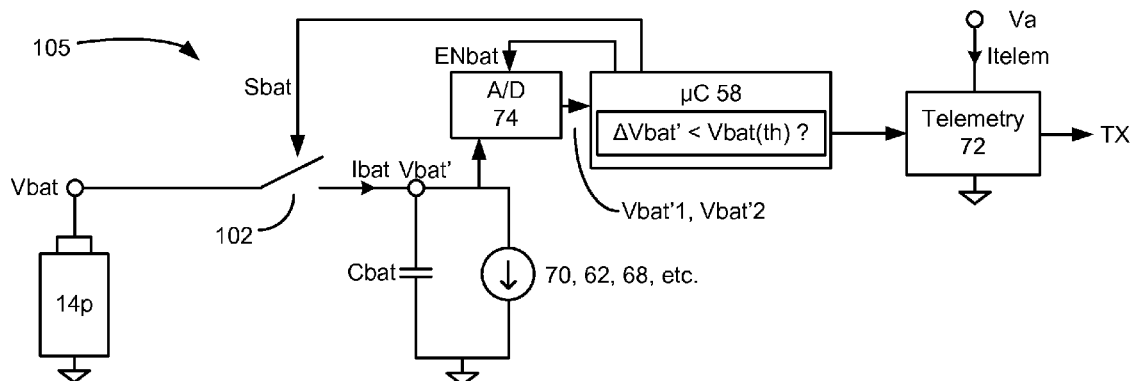 105
Sbat
ENbat
A/D
74
µC 58
ΔVbat' < Vbat(th) ?
Va
Itelem
Telemetry
72
TX
Vbat
102
Ibat
Vbat'
Vbat'1, Vbat'2
14p
Cbat
70, 62, 68, etc.